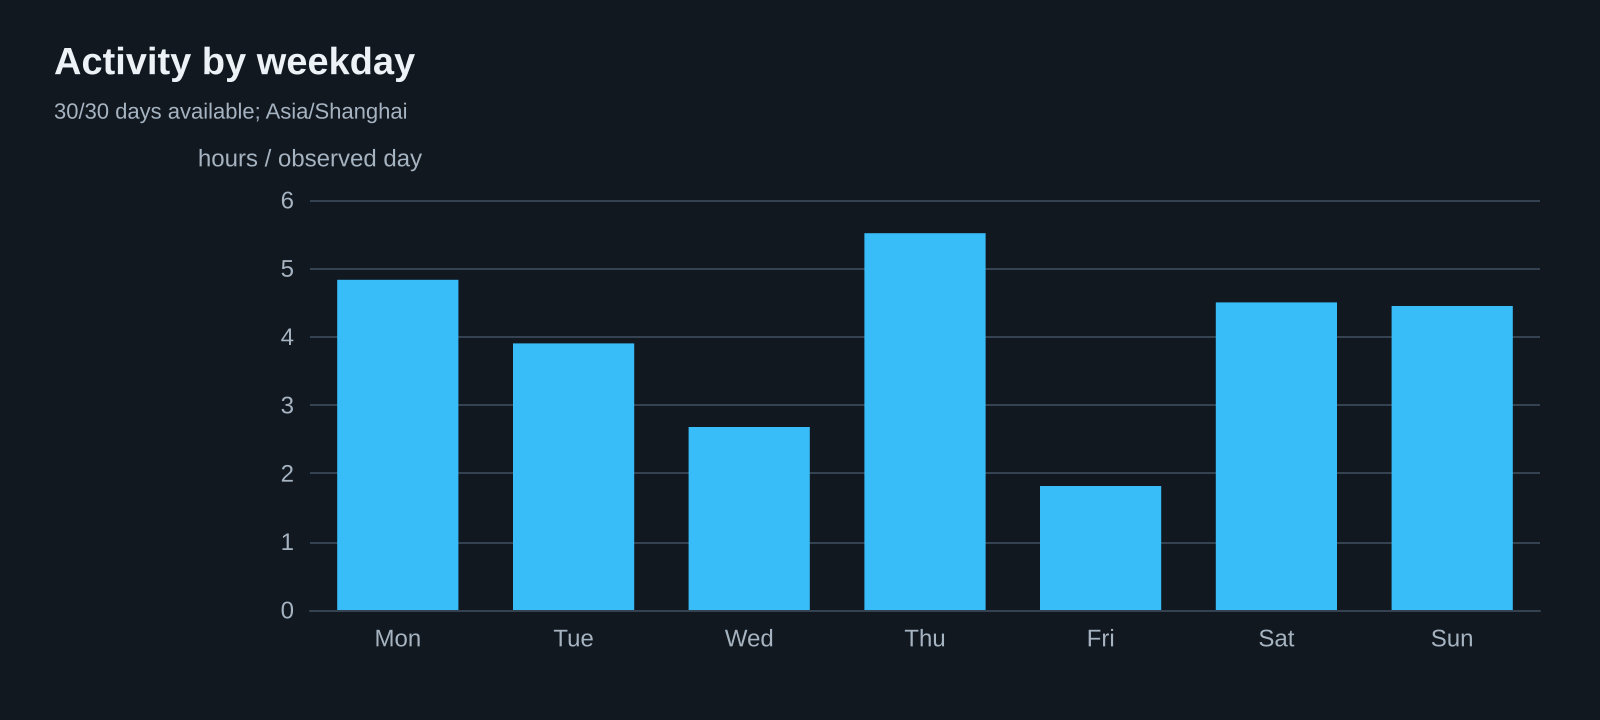 Activity by weekday
30/30 days available; Asia/Shanghai
hours / observed day
6
5
4
3
2
1
0
Mon Tue Wed Thu Fri Sat Sun